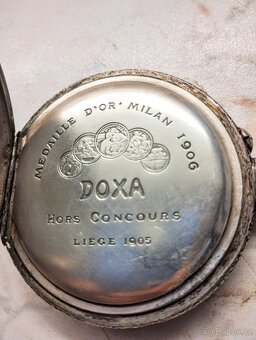 MEDAILLE D'OR MILAN 1906
DOXA
HORS CONCOURS
LIEGE 1905